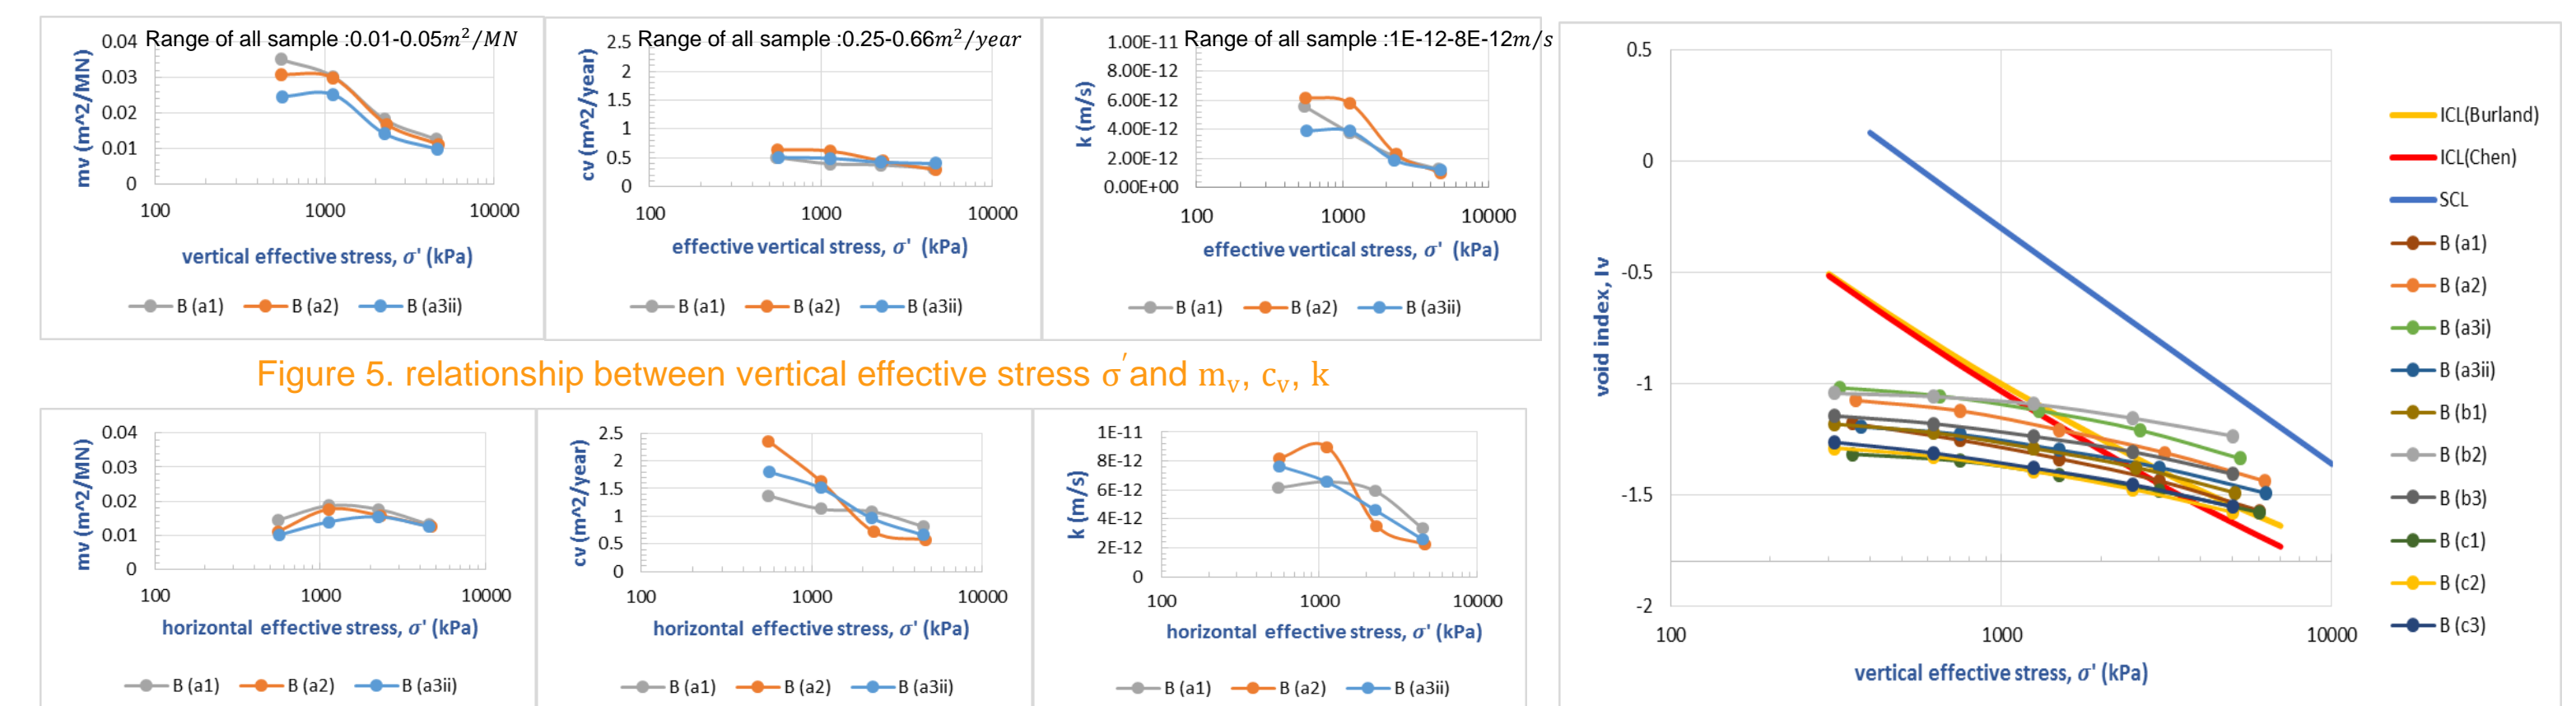 Range of all sample :0.01-0.05m²/MN
mv (m^2/MN)
0.04
0.03
0.02
0.01
0
100 1000 10000
vertical effective stress, σ' (kPa)
B (a1) B (a2) B (a3ii)
Range of all sample :0.25-0.66m²/year
cv (m^2/year)
2.5
2
1.5
1
0.5
0
100 1000 10000
effective vertical stress, σ' (kPa)
B (a1) B (a2) B (a3ii)
Range of all sample :1E-12-8E-12m/s
k (m/s)
1.00E-11
8.00E-12
6.00E-12
4.00E-12
2.00E-12
0.00E+00
100 1000 10000
effective vertical stress, σ' (kPa)
B (a1) B (a2) B (a3ii)
Figure 5. relationship between vertical effective stress σ′and mᵥ, cᵥ, k
mv (m^2/MN)
0.04
0.03
0.02
0.01
0
100 1000 10000
horizontal effective stress, σ' (kPa)
B (a1) B (a2) B (a3ii)
cv (m^2/year)
2.5
2
1.5
1
0.5
0
100 1000 10000
horizontal effective stress, σ' (kPa)
B (a1) B (a2) B (a3ii)
k (m/s)
1E-11
8E-12
6E-12
4E-12
2E-12
0
100 1000 10000
horizontal effective stress, σ' (kPa)
B (a1) B (a2) B (a3ii)
void index, Iv
0.5
0
-0.5
-1
-1.5
-2
100 1000 10000
vertical effective stress, σ' (kPa)
ICL(Burland)
ICL(Chen)
SCL
B (a1)
B (a2)
B (a3i)
B (a3ii)
B (b1)
B (b2)
B (b3)
B (c1)
B (c2)
B (c3)